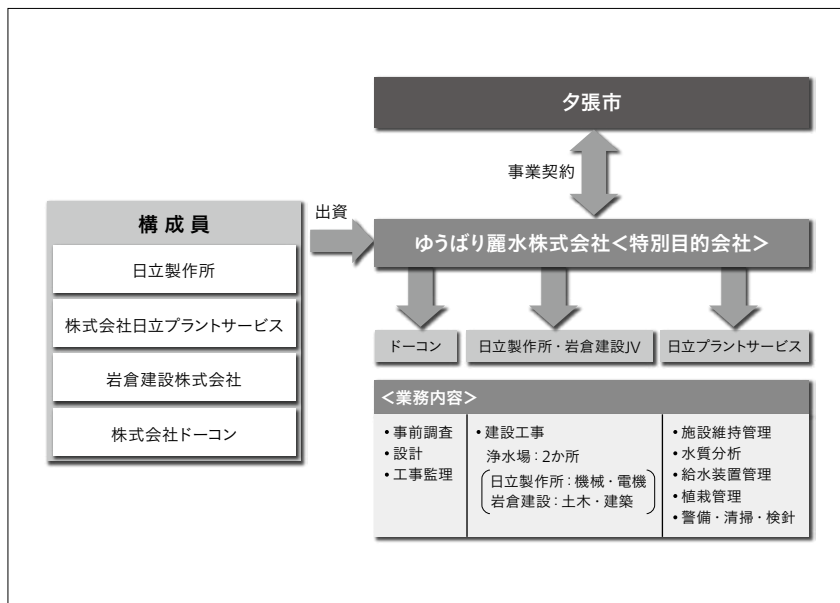 夕張市
事業契約
出資
ゆうばり麗水株式会社<特別目的会社>
構成員
日立製作所
株式会社日立プラントサービス
岩倉建設株式会社
株式会社ドーコン
ドーコン
日立製作所・岩倉建設JV
日立プラントサービス
<業務内容>
•事前調査
•設計
•工事監理
•建設工事
浄水場：2か所
(日立製作所：機械・電機
岩倉建設：土木・建築)
•施設維持管理
•水質分析
•給水装置管理
•植栽管理
•警備・清掃・検針